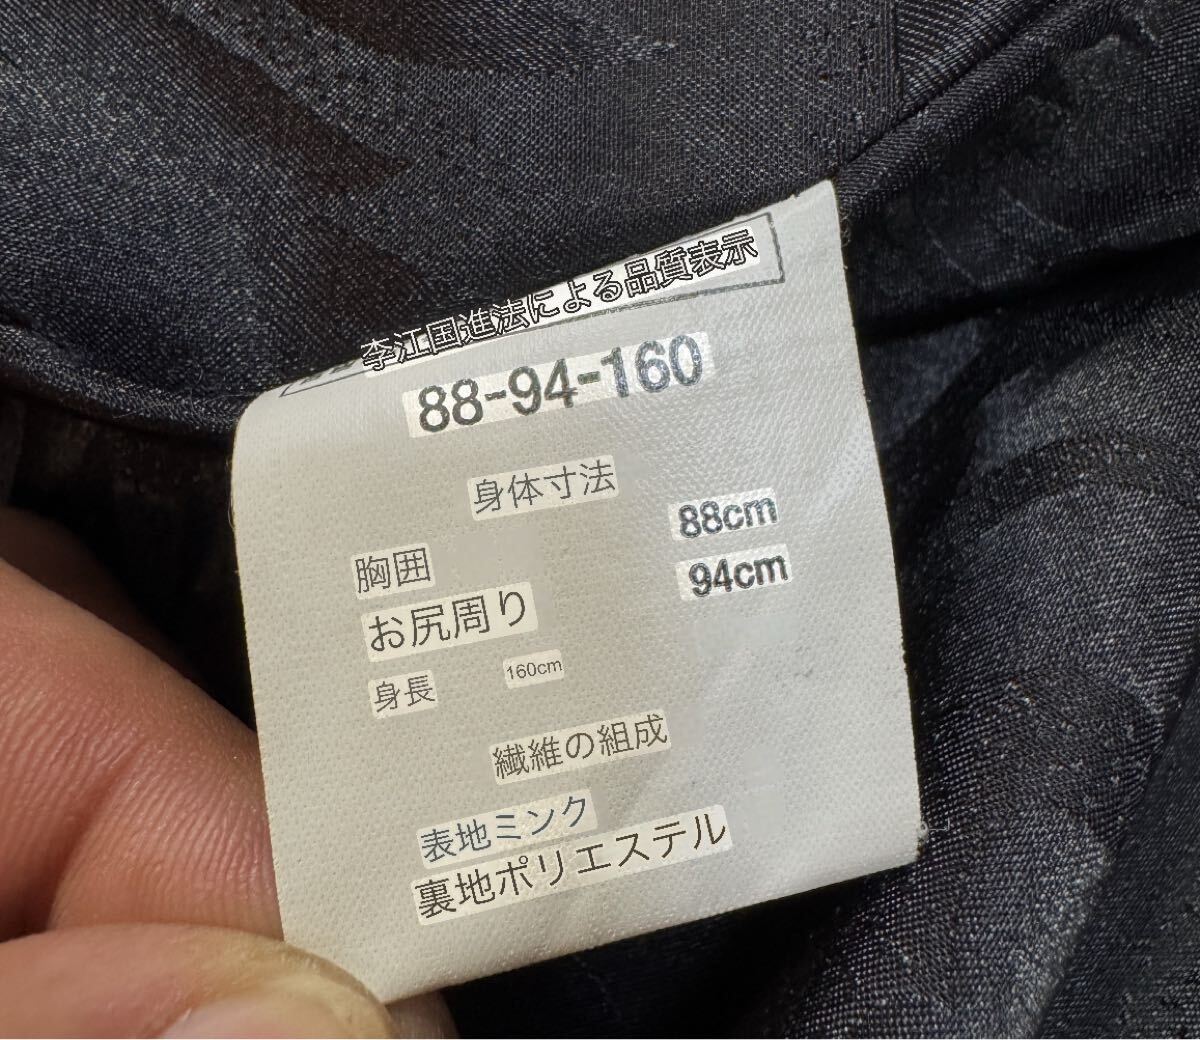 李江国進法による品質表示
88-94-160
身体寸法
胸囲 88cm
お尻周り 94cm
身長 160cm
繊維の組成
表地ミンク
裏地ポリエステル